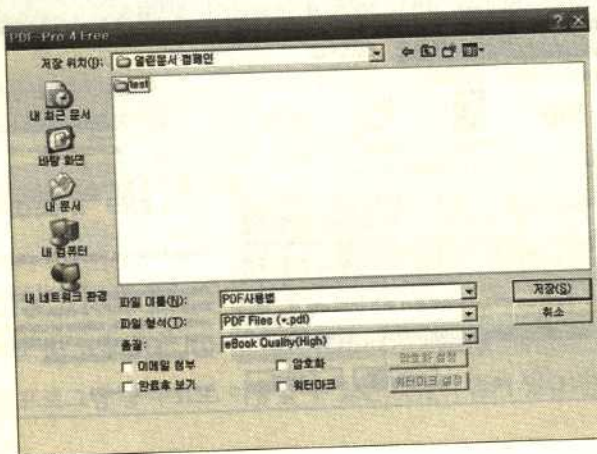 PDF-Pro 4 Free
저장 위치(I): 열린문서 캠페인
test
내 최근 문서
바탕 화면
내 문서
내 컴퓨터
내 네트워크 환경
파일 이름(N): PDF사용법 저장(S)
파일 형식(T): PDF Files (*.pdf) 취소
품질: eBook Quality(High)
이메일 첨부 암호화 암호화 설정
완료후 보기 워터마크 워터마크 설정